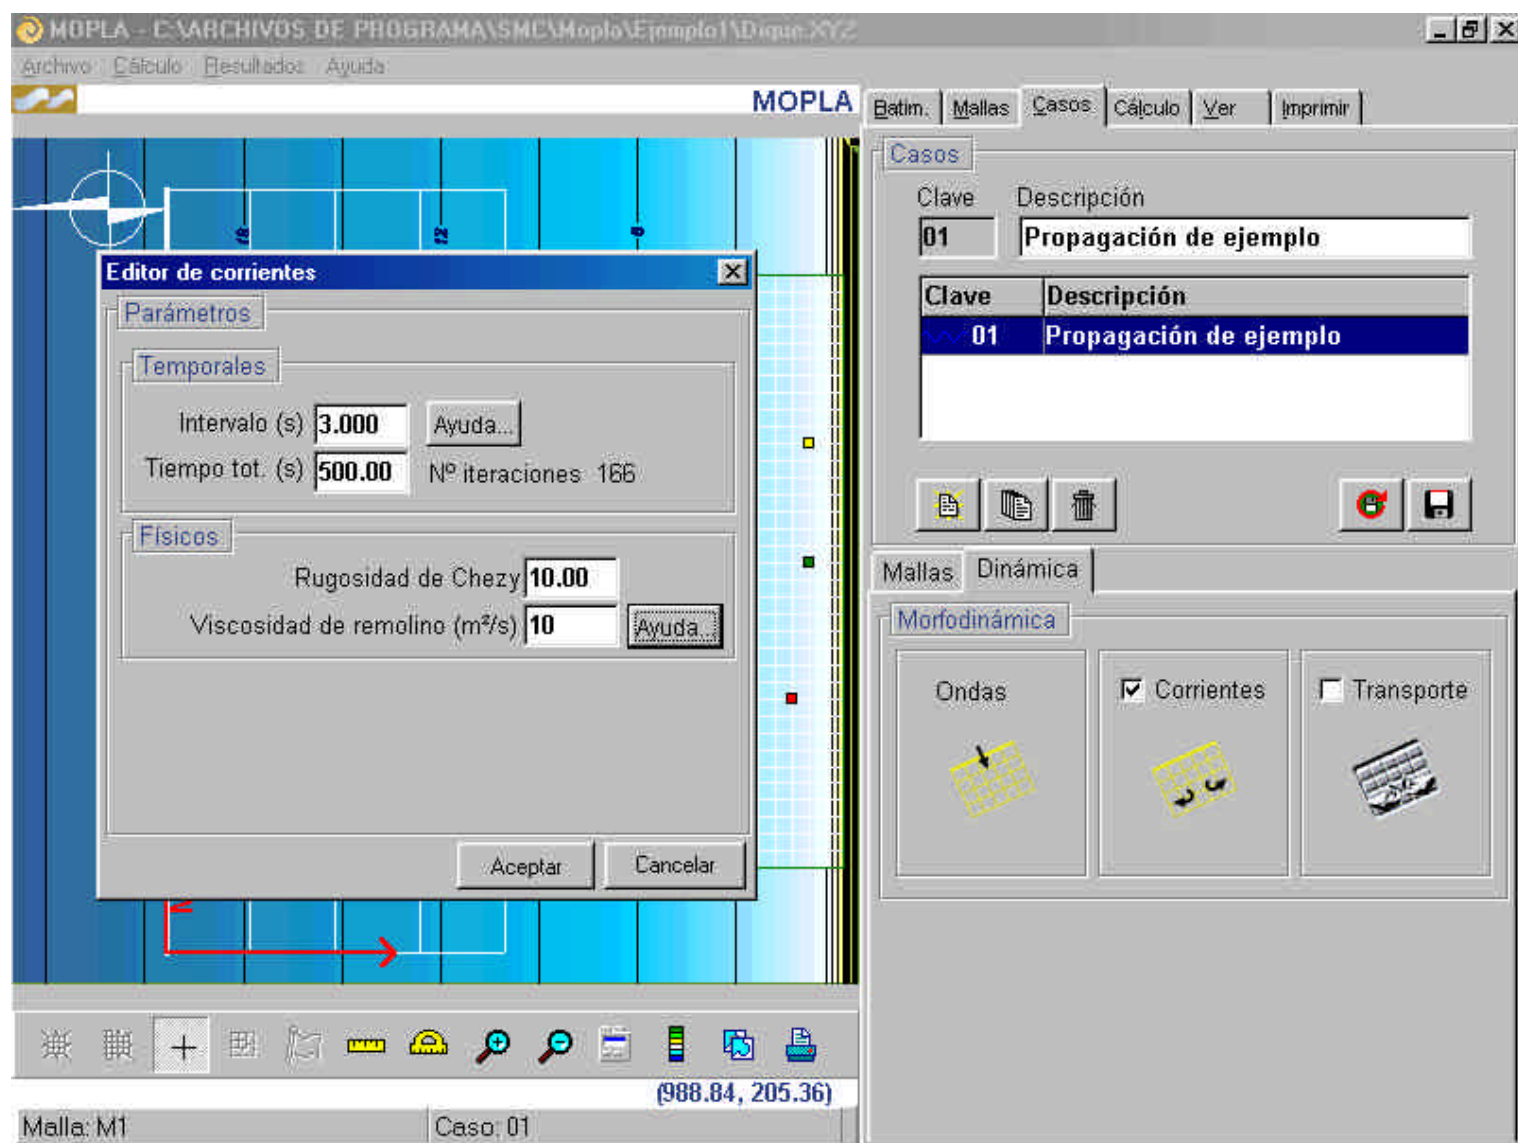 MOPLA - C:\ARCHIVOS DE PROGRAMA\SMC\Mopla\Ejemplo1\Dique.XYZ
Archivo Cálculo Resultados Ayuda
MOPLA
Batim. Mallas Casos Cálculo Ver Imprimir
Casos
Clave Descripción
01 Propagación de ejemplo
Clave Descripción
01 Propagación de ejemplo
18 12 6
Editor de corrientes
Parámetros
Temporales
Intervalo (s) 3.000 Ayuda...
Tiempo tot. (s) 500.00 Nº iteraciones 166
Físicos
Rugosidad de Chezy 10.00
Viscosidad de remolino (m²/s) 10 Ayuda...
Aceptar Cancelar
Mallas Dinámica
Morfodinámica
Ondas Corrientes Transporte
(988.84, 205.36)
Malla: M1 Caso: 01